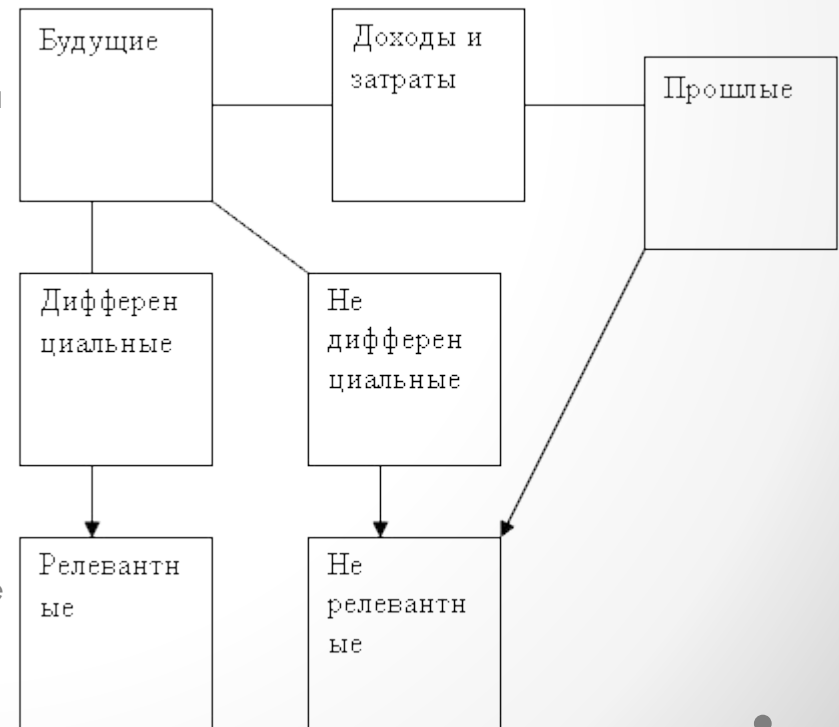 Будущие
Доходы и
затраты
Прошлые
Дифферен
циальные
Не
дифферен
циальные
Релевантн
ые
Не
релевантн
ые